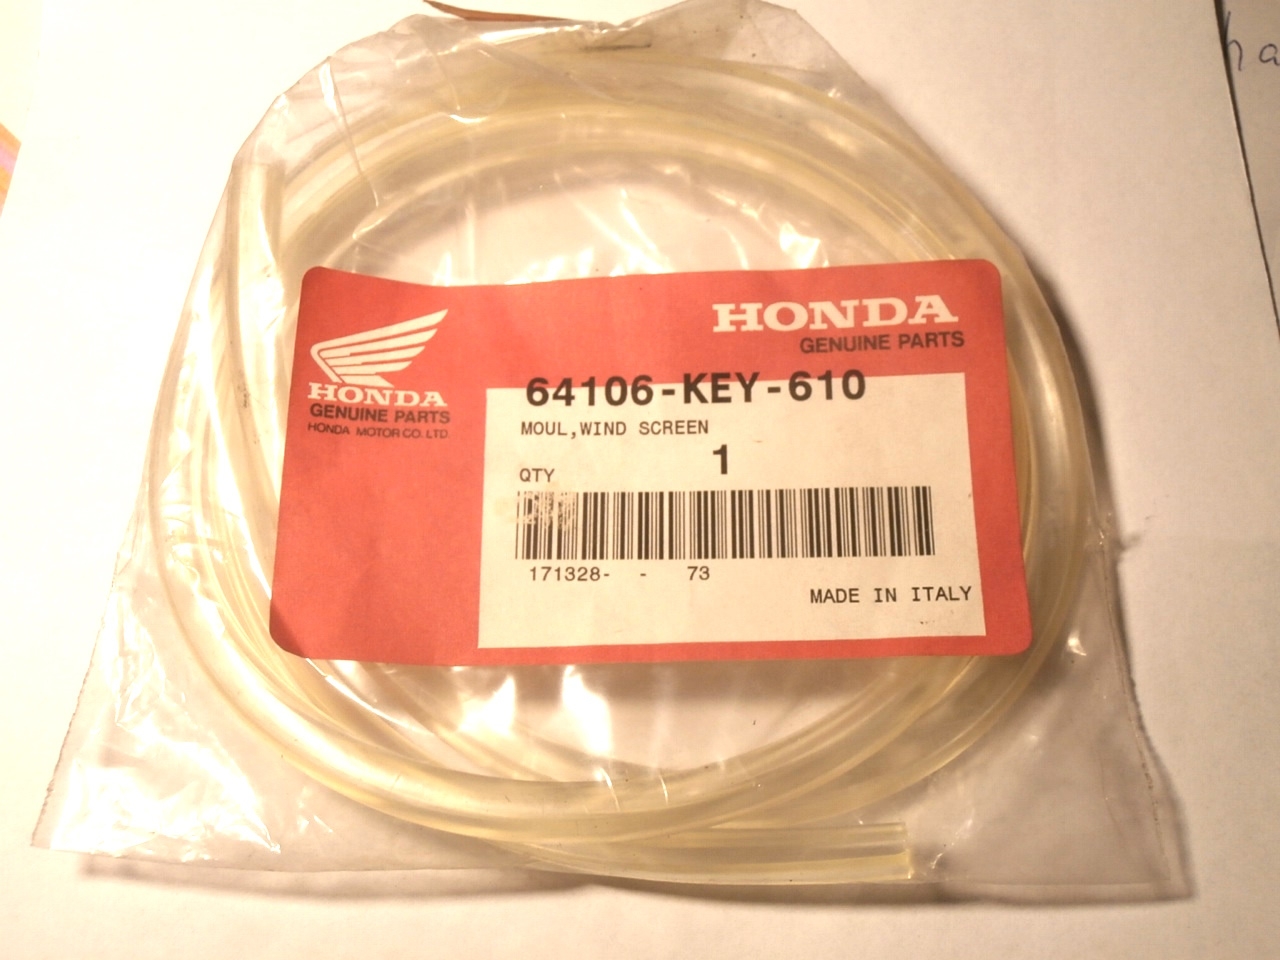 HONDA
GENUINE PARTS
HONDA MOTOR CO. LTD
HONDA
GENUINE PARTS
64106-KEY-610
MOUL,WIND SCREEN
1
QTY
171328- - 73
MADE IN ITALY
ha